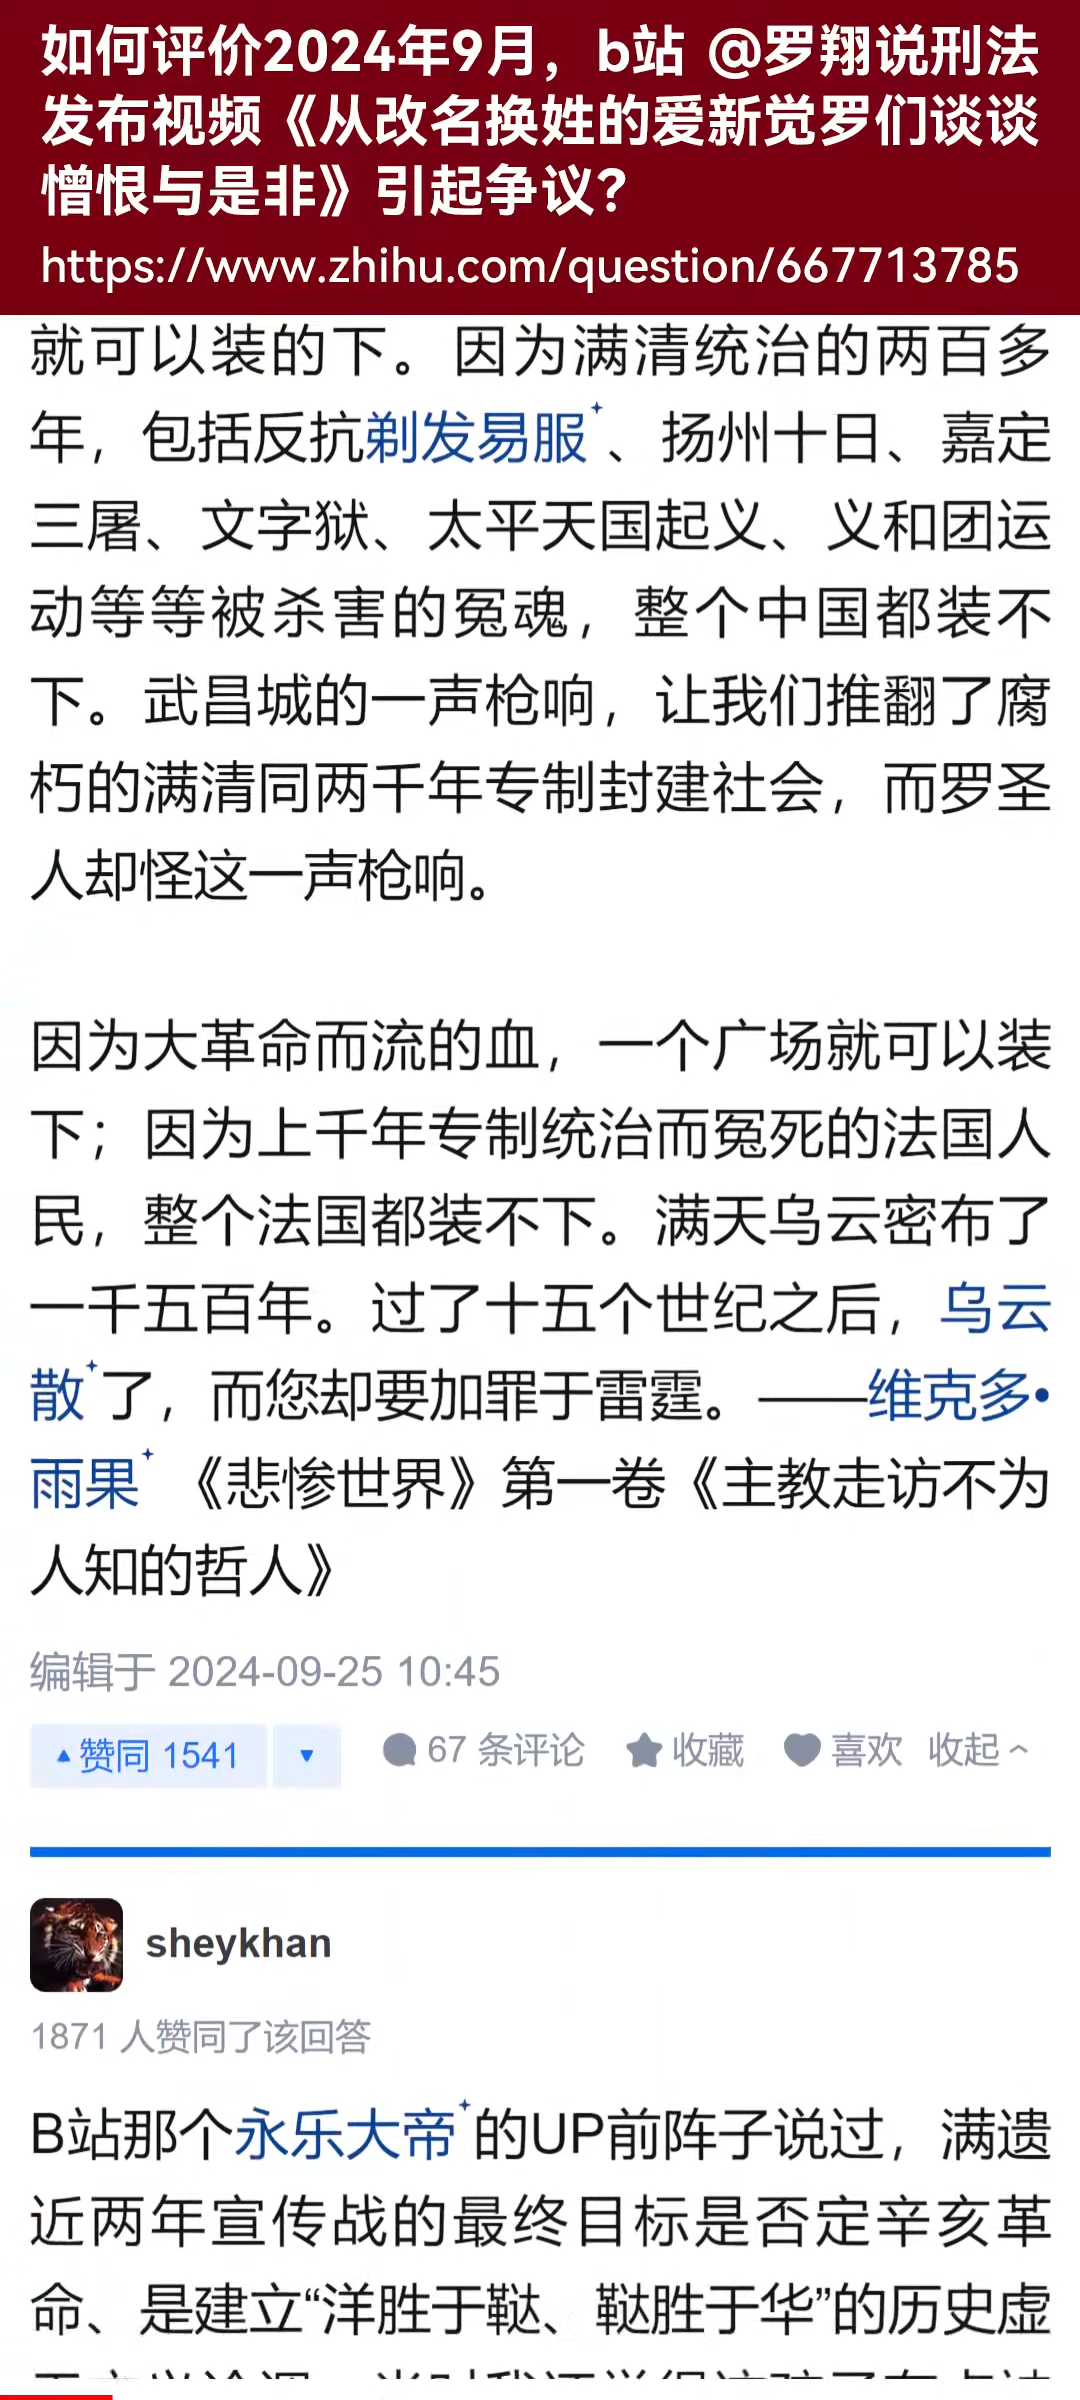 如何评价2024年9月，b站 @罗翔说刑法
发布视频《从改名换姓的爱新觉罗们谈谈
憎恨与是非》引起争议？
https://www.zhihu.com/question/667713785
就可以装的下。因为满清统治的两百多
年，包括反抗剃发易服、扬州十日、嘉定
三屠、文字狱、太平天国起义、义和团运
动等等被杀害的冤魂，整个中国都装不
下。武昌城的一声枪响，让我们推翻了腐
朽的满清同两千年专制封建社会，而罗圣
人却怪这一声枪响。
因为大革命而流的血，一个广场就可以装
下；因为上千年专制统治而冤死的法国人
民，整个法国都装不下。满天乌云密布了
一千五百年。过了十五个世纪之后，乌云
散了，而您却要加罪于雷霆。——维克多•
雨果《悲惨世界》第一卷《主教走访不为
人知的哲人》
编辑于 2024-09-25 10:45
赞同 1541 67 条评论 收藏 喜欢 收起
sheykhan
1871 人赞同了该回答
B站那个永乐大帝的UP前阵子说过，满遗
近两年宣传战的最终目标是否定辛亥革
命、是建立“洋胜于鞑、鞑胜于华”的历史虚